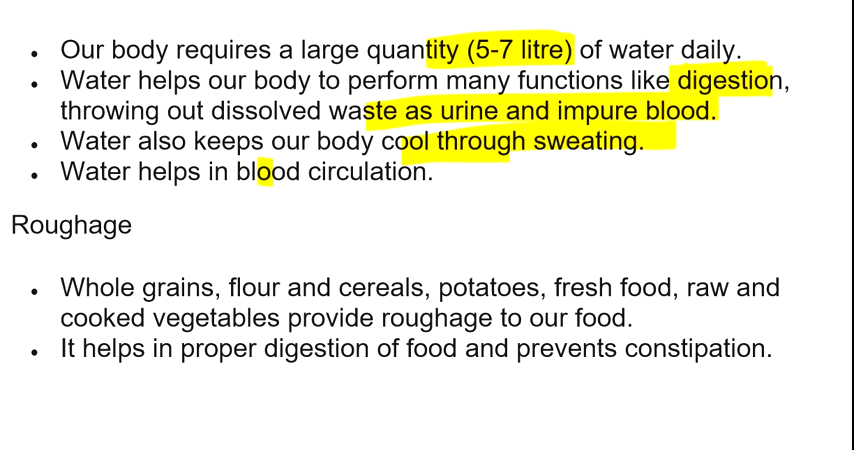 • Our body requires a large quantity (5-7 litre) of water daily.
• Water helps our body to perform many functions like digestion,
throwing out dissolved waste as urine and impure blood.
• Water also keeps our body cool through sweating.
• Water helps in blood circulation.
Roughage
• Whole grains, flour and cereals, potatoes, fresh food, raw and
cooked vegetables provide roughage to our food.
• It helps in proper digestion of food and prevents constipation.